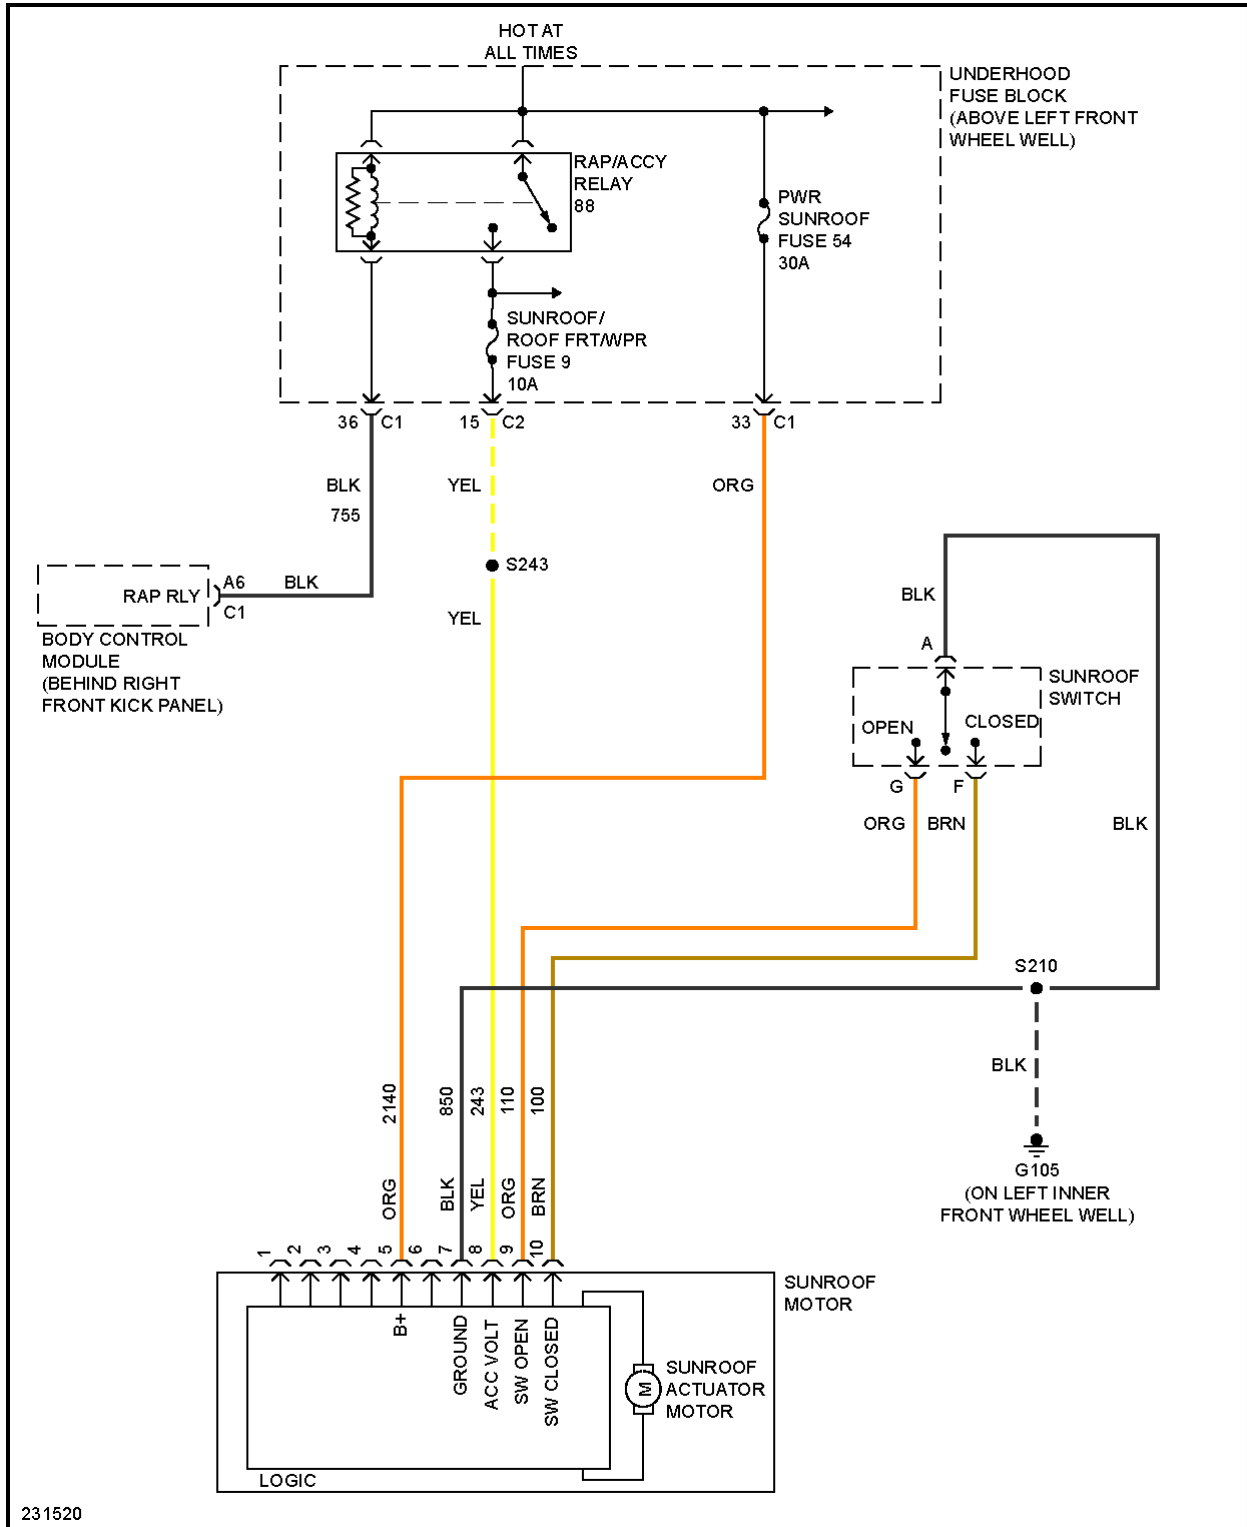 HOT AT
ALL TIMES
UNDERHOOD
FUSE BLOCK
(ABOVE LEFT FRONT
WHEEL WELL)
RAP/ACCY
RELAY
88
PWR
SUNROOF
FUSE 54
30A
SUNROOF/
ROOF FRT/WPR
FUSE 9
10A
36 C1
15 C2
33 C1
BLK
755
YEL
ORG
S243
RAP RLY
A6
C1
BLK
BODY CONTROL
MODULE
(BEHIND RIGHT
FRONT KICK PANEL)
YEL
BLK
A
SUNROOF
SWITCH
OPEN
CLOSED
G
F
ORG
BRN
BLK
S210
BLK
G105
(ON LEFT INNER
FRONT WHEEL WELL)
2140
850
243
110
100
ORG
BLK
YEL
ORG
BRN
1
2
3
4
5
6
7
8
9
10
SUNROOF
MOTOR
B+
GROUND
ACC VOLT
SW OPEN
SW CLOSED
M
SUNROOF
ACTUATOR
MOTOR
LOGIC
231520